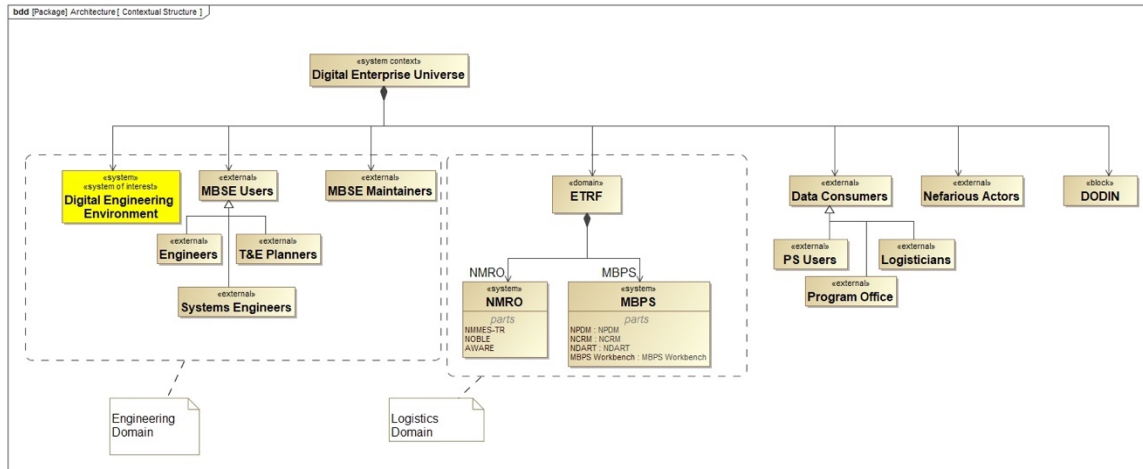 bdd [Package] Architecture [ Contextual Structure ]
«system context»
Digital Enterprise Universe
«system»
«system of interest»
Digital Engineering
Environment
«external»
MBSE Users
«external»
MBSE Maintainers
«domain»
ETRF
«external»
Data Consumers
«external»
Nefarious Actors
«block»
DODIN
«external»
Engineers
«external»
T&E Planners
«external»
Systems Engineers
«external»
PS Users
«external»
Logisticians
«external»
Program Office
NMRO
MBPS
«system»
NMRO
parts
NMMES-TR
NOBLE
AWARE
«system»
MBPS
parts
NPDM : NPDM
NCRM : NCRM
NDART : NDART
MBPS Workbench : MBPS Workbench
Engineering
Domain
Logistics
Domain